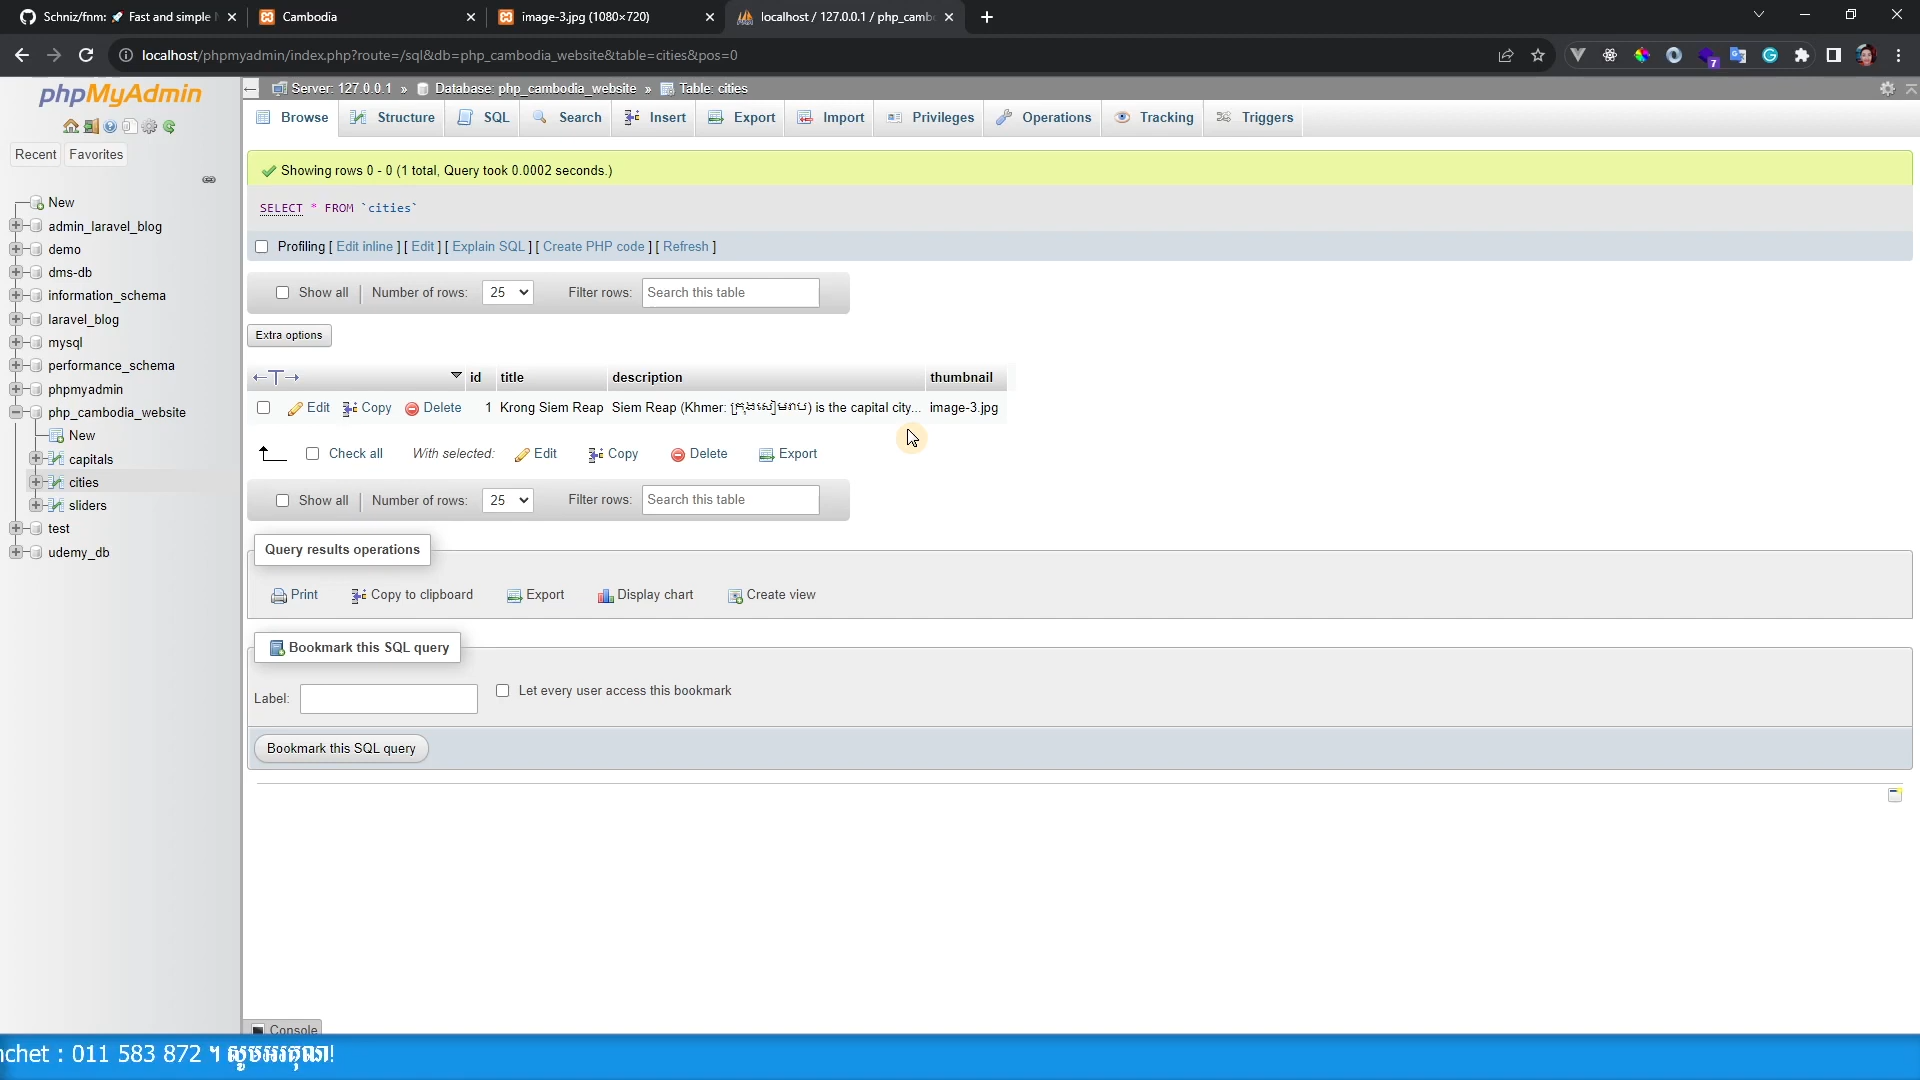 Schniz/fnm: 🚀 Fast and simple
Cambodia
image-3.jpg (1080×720)
localhost / 127.0.0.1 / php_camb
localhost/phpmyadmin/index.php?route=/sql&db=php_cambodia_website&table=cities&pos=0
7
phpMyAdmin
Server: 127.0.0.1 » Database: php_cambodia_website » Table: cities
Browse Structure SQL Search Insert Export Import Privileges Operations Tracking Triggers
Recent Favorites
New
admin_laravel_blog
demo
dms-db
information_schema
laravel_blog
mysql
performance_schema
phpmyadmin
php_cambodia_website
New
capitals
cities
sliders
test
udemy_db
Showing rows 0 - 0 (1 total, Query took 0.0002 seconds.)
SELECT * FROM `cities`
Profiling [ Edit inline ] [ Edit ] [ Explain SQL ] [ Create PHP code ] [ Refresh ]
Show all | Number of rows: 25 Filter rows: Search this table
Extra options
←T→ id title description thumbnail
Edit Copy Delete 1 Krong Siem Reap Siem Reap (Khmer: ក្រុងសៀមរាប) is the capital city... image-3.jpg
Check all With selected: Edit Copy Delete Export
Show all | Number of rows: 25 Filter rows: Search this table
Query results operations
Print Copy to clipboard Export Display chart Create view
Bookmark this SQL query
Label: Let every user access this bookmark
Bookmark this SQL query
Console
nchet : 011 583 872 ។ សូមអរគុណ!